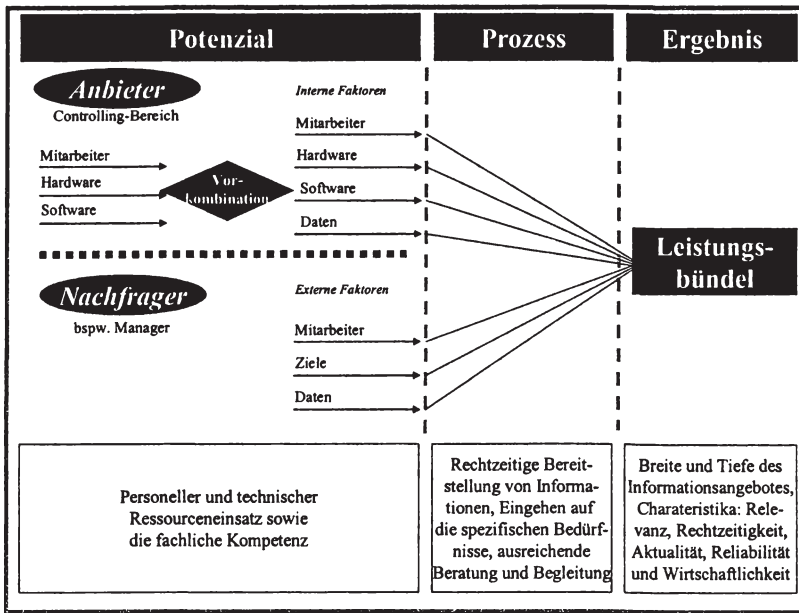 Potenzial
Prozess
Ergebnis
Anbieter
Controlling-Bereich
Mitarbeiter
Hardware
Software
Vor-
kombination
Interne Faktoren
Mitarbeiter
Hardware
Software
Daten
Nachfrager
bspw. Manager
Externe Faktoren
Mitarbeiter
Ziele
Daten
Leistungs-
bündel
Personeller und technischer
Ressourceneinsatz sowie
die fachliche Kompetenz
Rechtzeitige Bereit-
stellung von Informa-
tionen, Eingehen auf
die spezifischen Bedürf-
nisse, ausreichende
Beratung und Begleitung
Breite und Tiefe des
Informationsangebotes,
Charateristika: Rele-
vanz, Rechtzeitigkeit,
Aktualität, Reliabilität
und Wirtschaftlichkeit